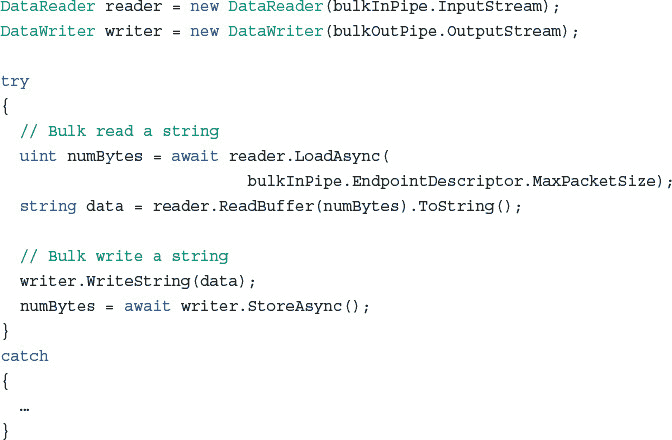 DataReader reader = new DataReader(bulkInPipe.InputStream);
DataWriter writer = new DataWriter(bulkOutPipe.OutputStream);
try
{
// Bulk read a string
uint numBytes = await reader.LoadAsync(
bulkInPipe.EndpointDescriptor.MaxPacketSize);
string data = reader.ReadBuffer(numBytes).ToString();
// Bulk write a string
writer.WriteString(data);
numBytes = await writer.StoreAsync();
}
catch
{
…
}